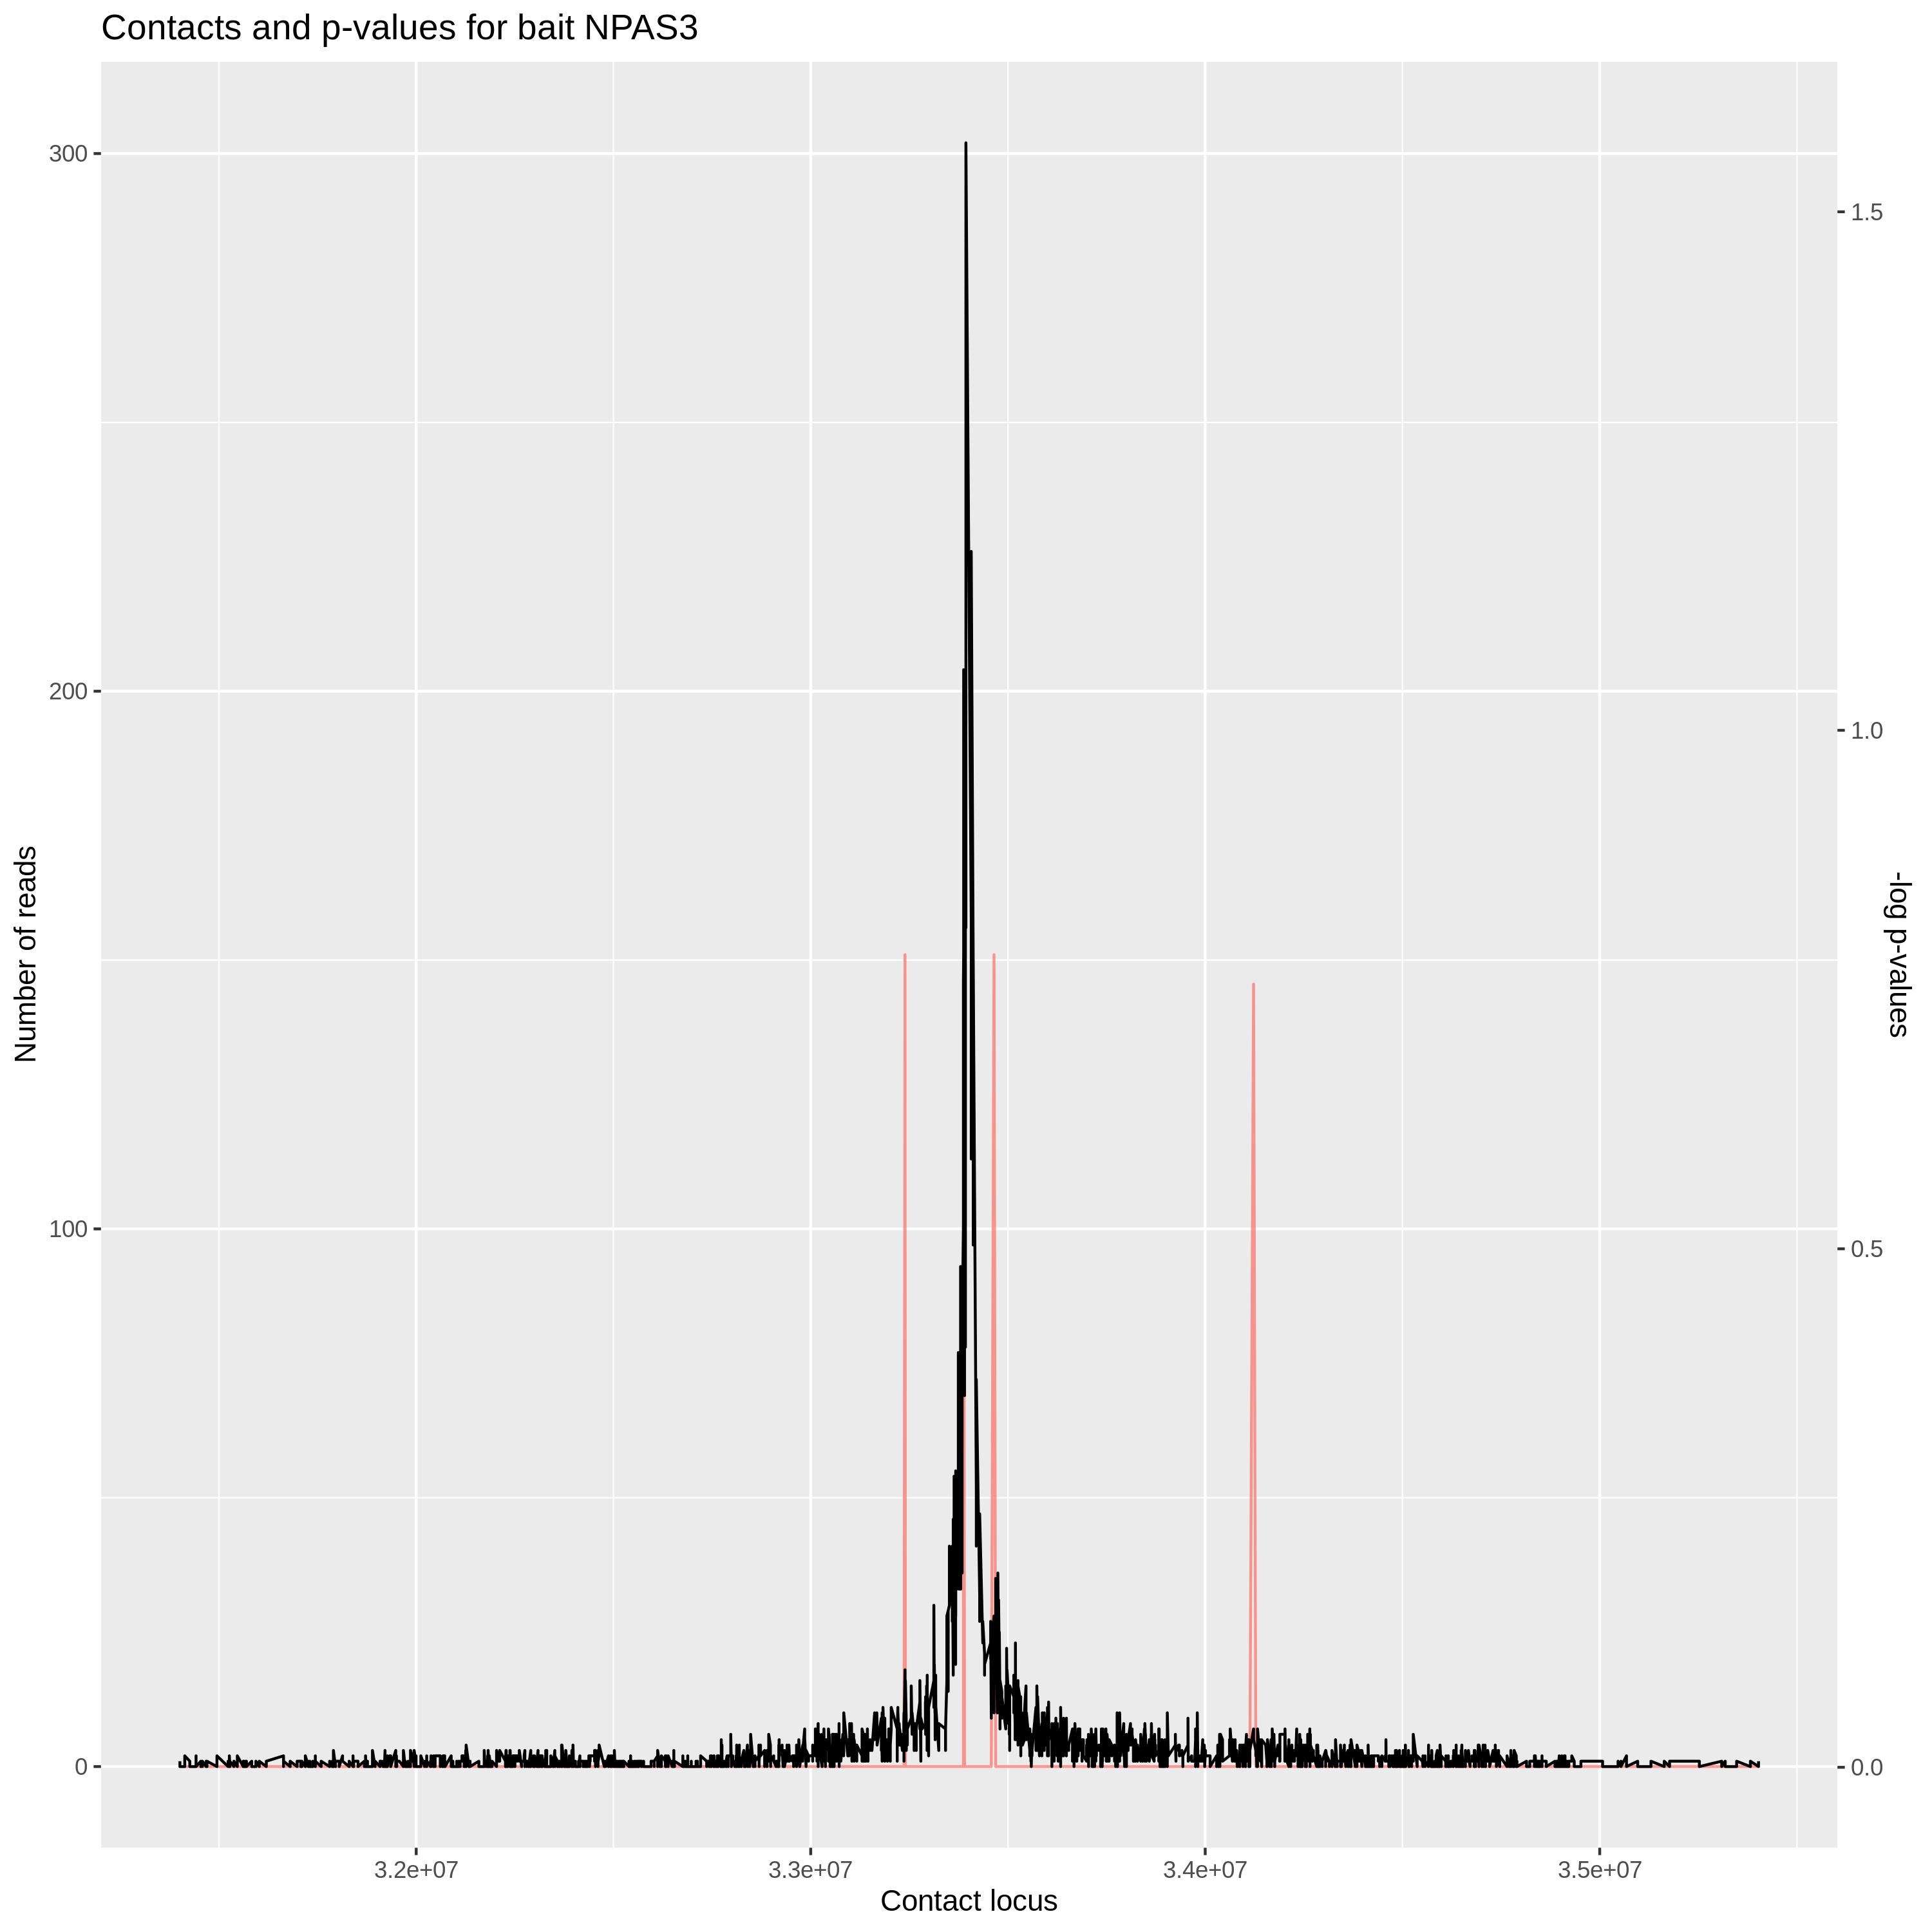 Contacts and p-values for bait NPAS3
300
200
100
0
Number of reads
1.5
1.0
0.5
0.0
-log p-values
3.2e+07
3.3e+07
3.4e+07
3.5e+07
Contact locus